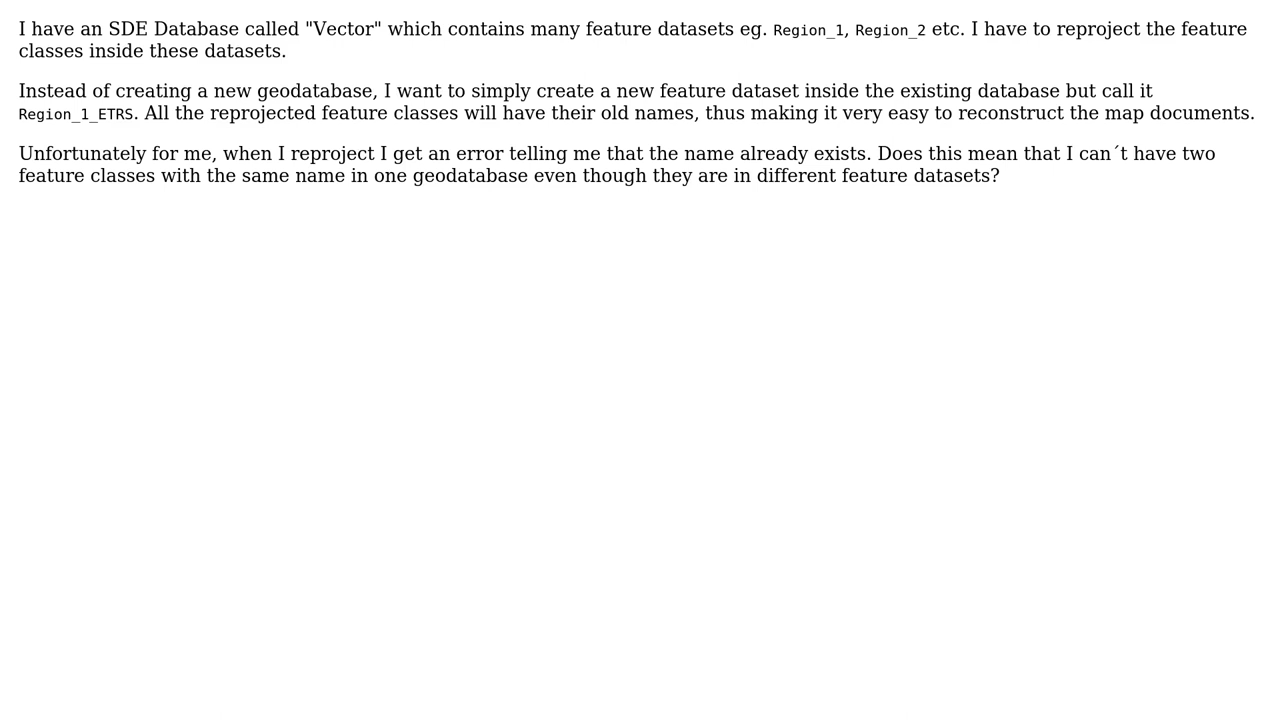 I have an SDE Database called "Vector" which contains many feature datasets eg. Region_1, Region_2 etc. I have to reproject the feature
classes inside these datasets.
Instead of creating a new geodatabase, I want to simply create a new feature dataset inside the existing database but call it
Region_1_ETRS. All the reprojected feature classes will have their old names, thus making it very easy to reconstruct the map documents.
Unfortunately for me, when I reproject I get an error telling me that the name already exists. Does this mean that I can´t have two
feature classes with the same name in one geodatabase even though they are in different feature datasets?